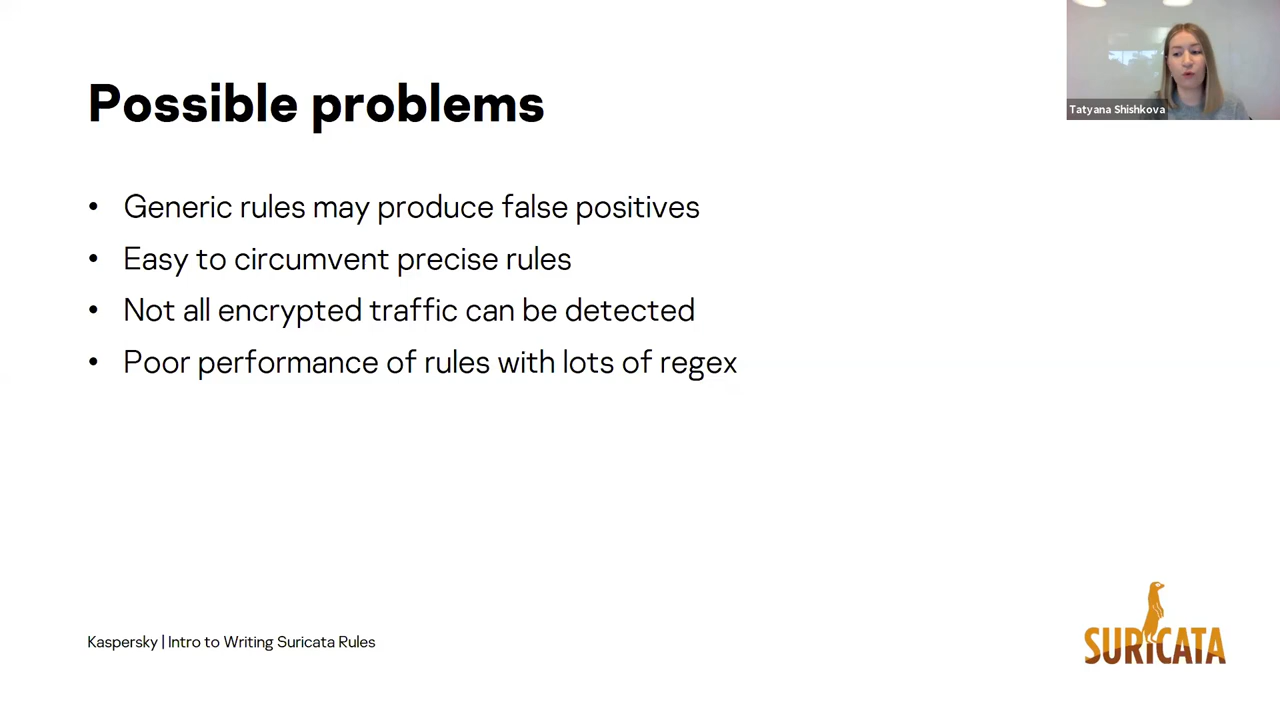 Possible problems
Tatyana Shishkova
• Generic rules may produce false positives
• Easy to circumvent precise rules
• Not all encrypted traffic can be detected
• Poor performance of rules with lots of regex
Kaspersky | Intro to Writing Suricata Rules
SURICATA